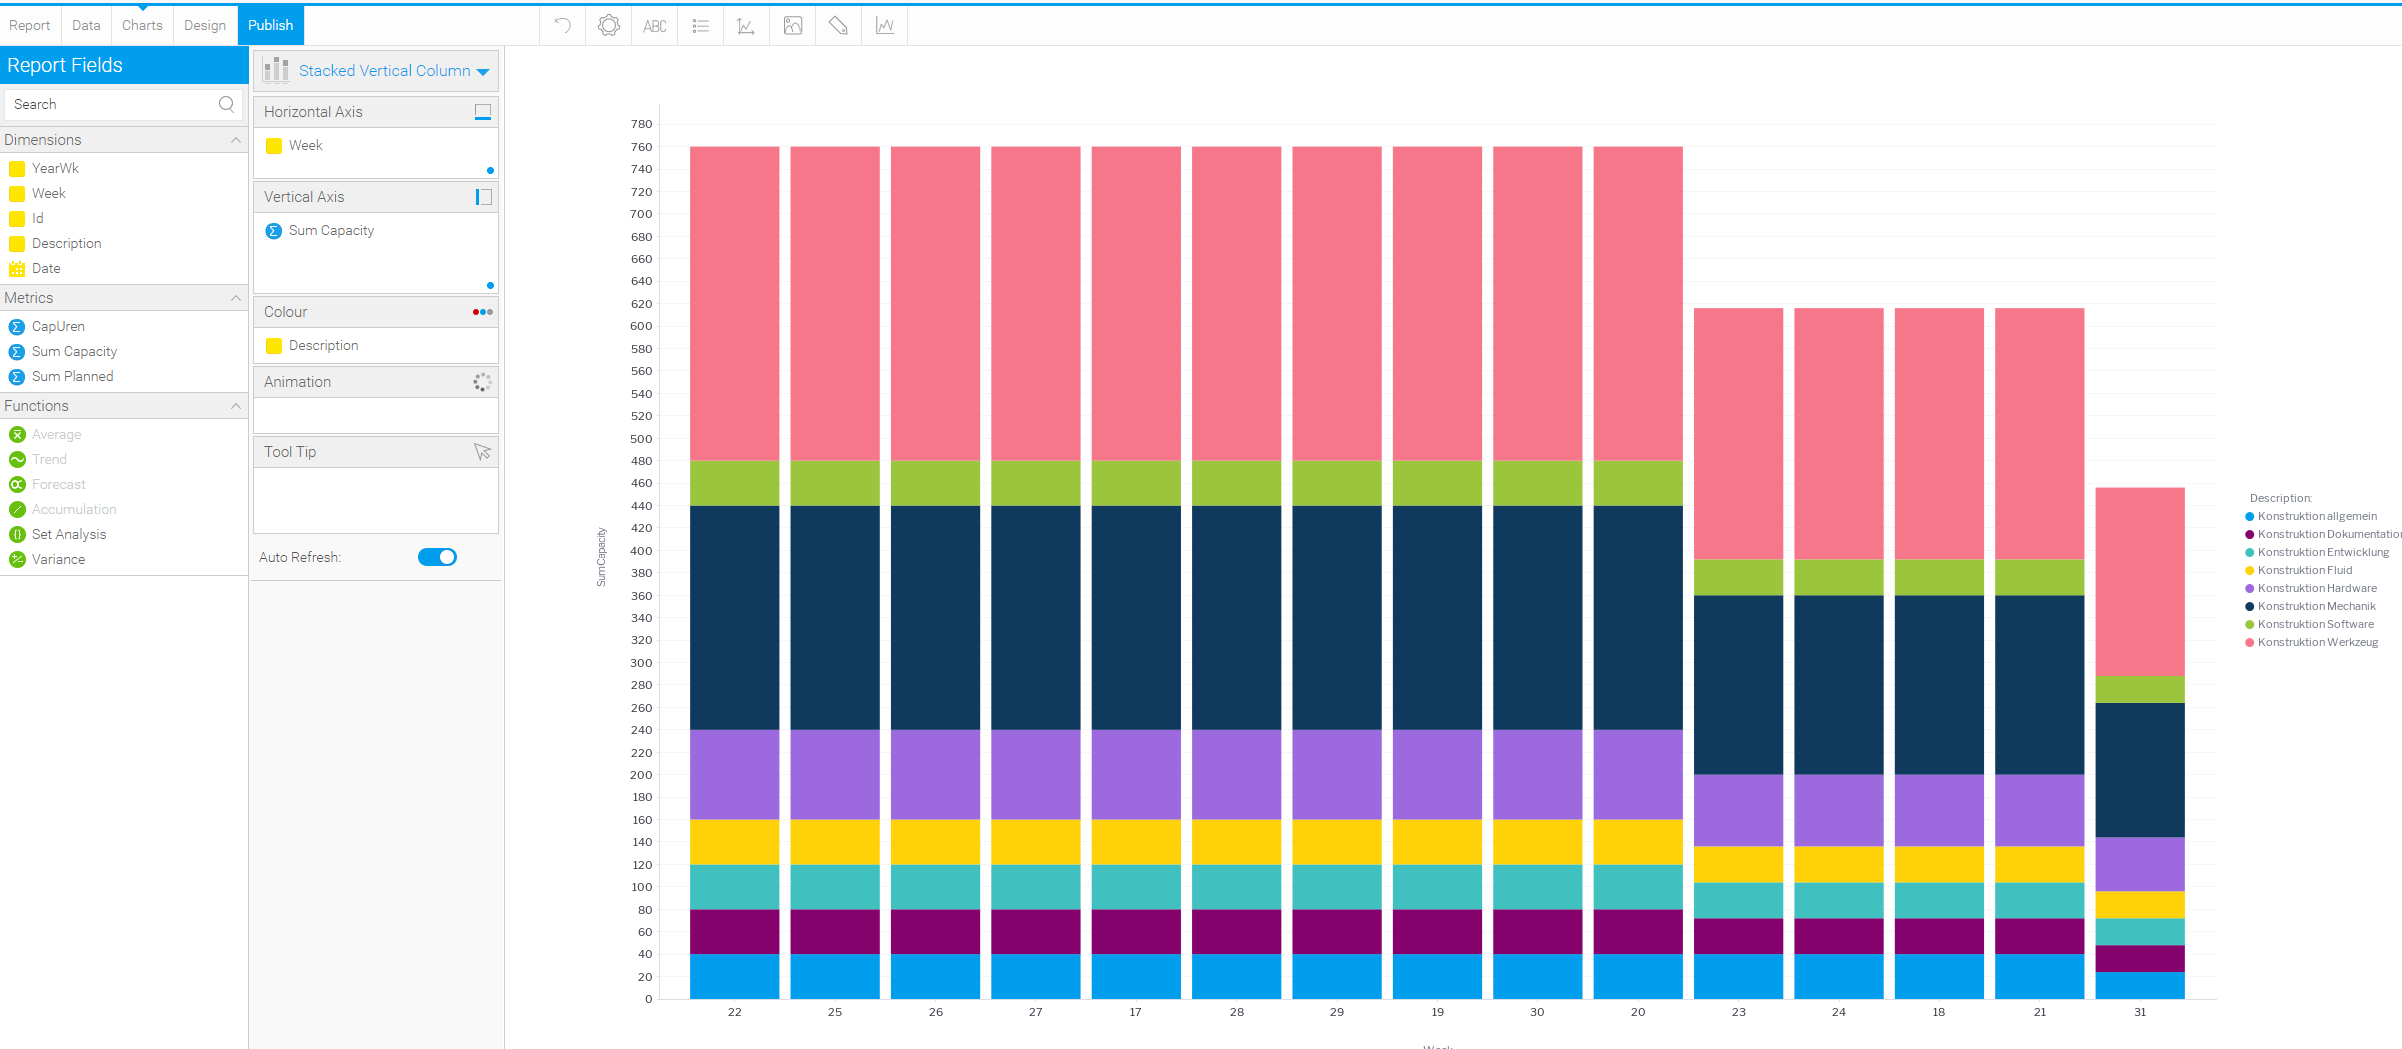 Report Data Charts Design Publish ABC
Report Fields
Search
Dimensions
YearWk
Week
Id
Description
Date
Metrics
CapUren
Sum Capacity
Sum Planned
Functions
Average
Trend
Forecast
Accumulation
Set Analysis
Variance
Stacked Vertical Column
Horizontal Axis
Week
Vertical Axis
Sum Capacity
Colour
Description
Animation
Tool Tip
Auto Refresh:
SumCapacity
780
760
740
720
700
680
660
640
620
600
580
560
540
520
500
480
460
440
420
400
380
360
340
320
300
280
260
240
220
200
180
160
140
120
100
80
60
40
20
0
22 25 26 27 17 28 29 19 30 20 23 24 18 21 31
Week
Description:
Konstruktion allgemein
Konstruktion Dokumentation
Konstruktion Entwicklung
Konstruktion Fluid
Konstruktion Hardware
Konstruktion Mechanik
Konstruktion Software
Konstruktion Werkzeug